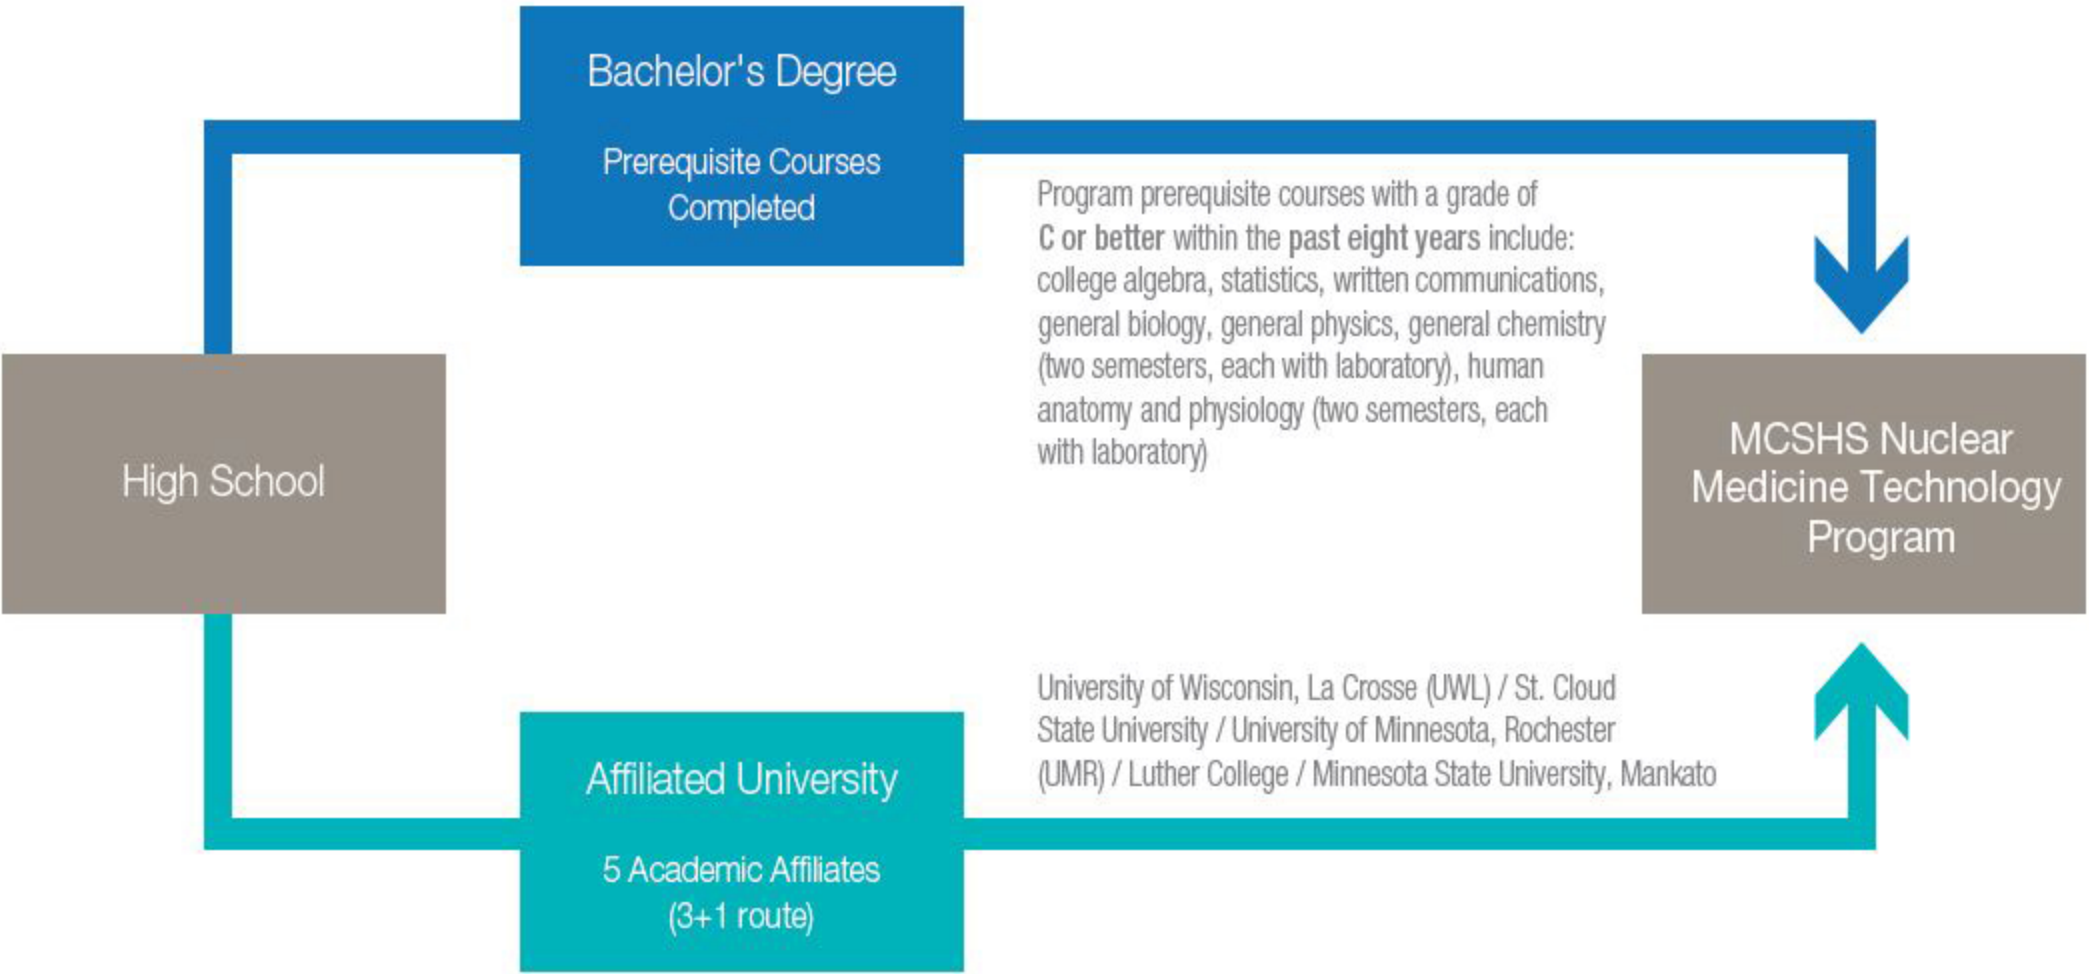 Bachelor's Degree
Prerequisite Courses
Completed
Program prerequisite courses with a grade of
C or better within the past eight years include:
college algebra, statistics, written communications,
general biology, general physics, general chemistry
(two semesters, each with laboratory), human
anatomy and physiology (two semesters, each
with laboratory)
High School
MCSHS Nuclear
Medicine Technology
Program
University of Wisconsin, La Crosse (UWL) / St. Cloud
State University / University of Minnesota, Rochester
(UMR) / Luther College / Minnesota State University, Mankato
Affiliated University
5 Academic Affiliates
(3+1 route)